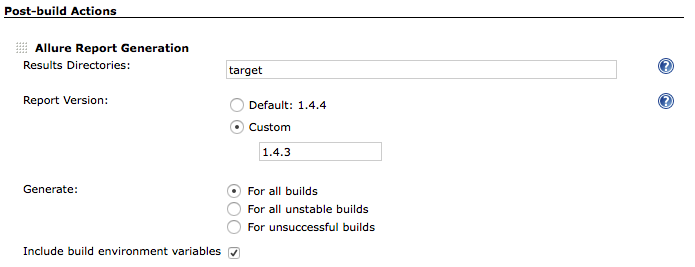 Post-build Actions
Allure Report Generation
Results Directories: target
Report Version: Default: 1.4.4
Custom
1.4.3
Generate: For all builds
For all unstable builds
For unsuccessful builds
Include build environment variables